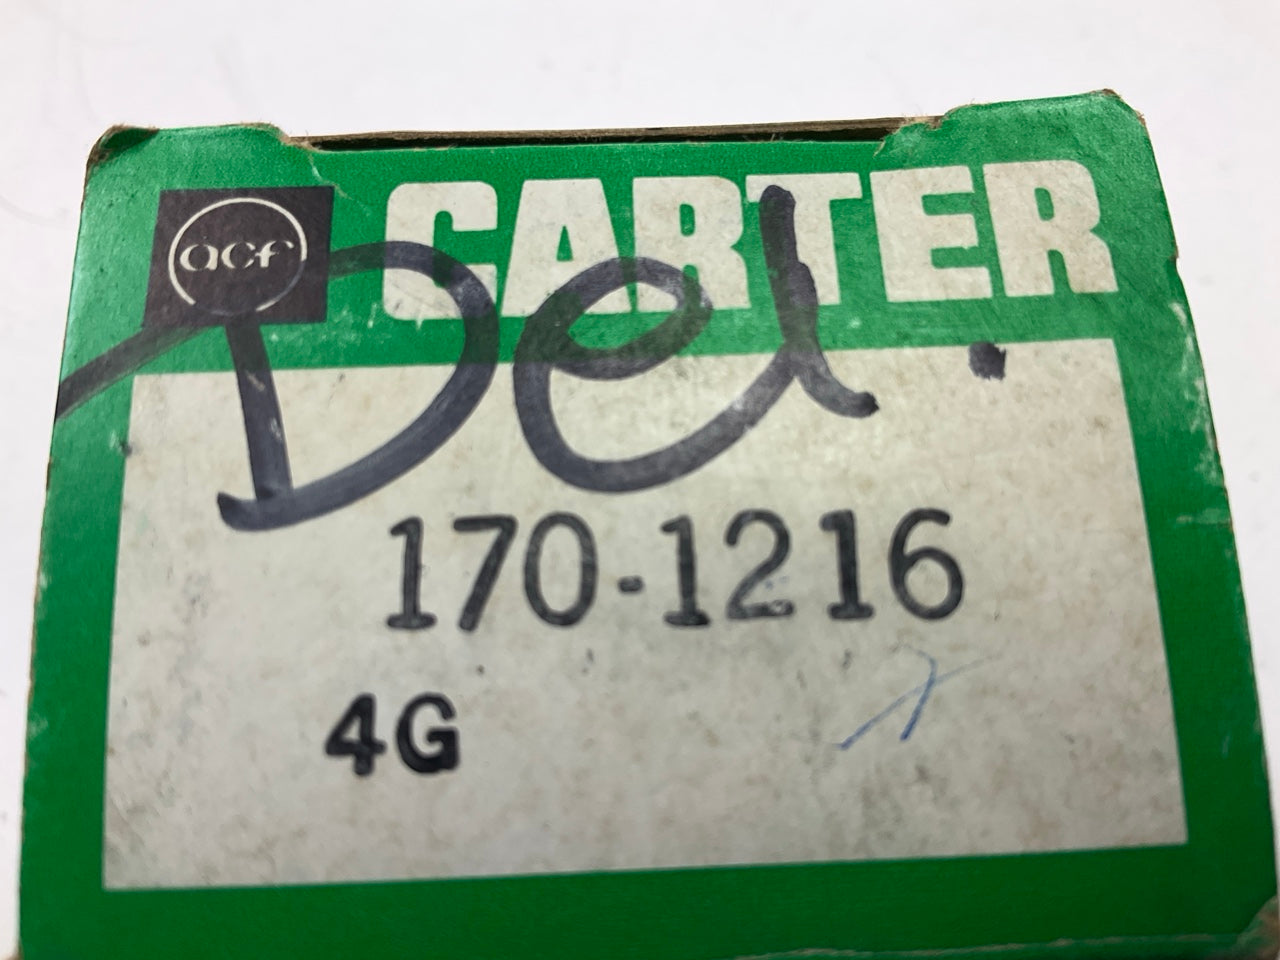 acf CARTER
Del.
170-1216
4G